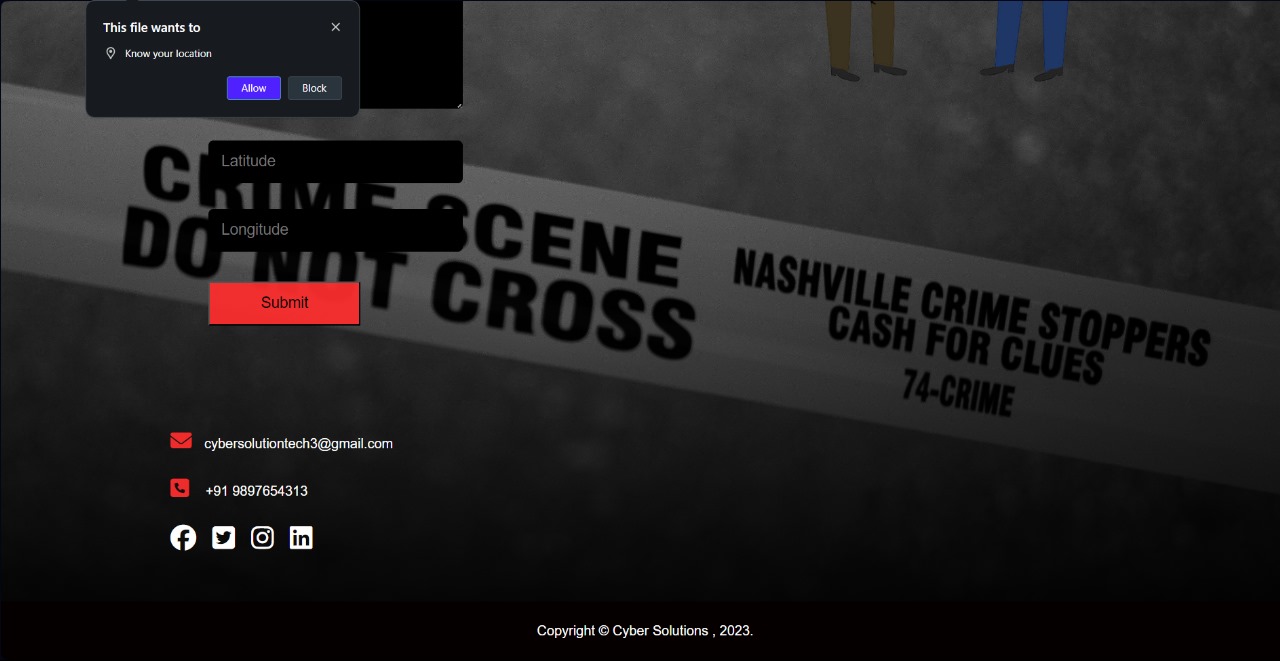 This file wants to
Know your location
Allow Block
Latitude
Longitude
Submit
CRIME SCENE
DO NOT CROSS
NASHVILLE CRIME STOPPERS
CASH FOR CLUES
74-CRIME
cybersolutiontech3@gmail.com
+91 9897654313
Copyright © Cyber Solutions , 2023.